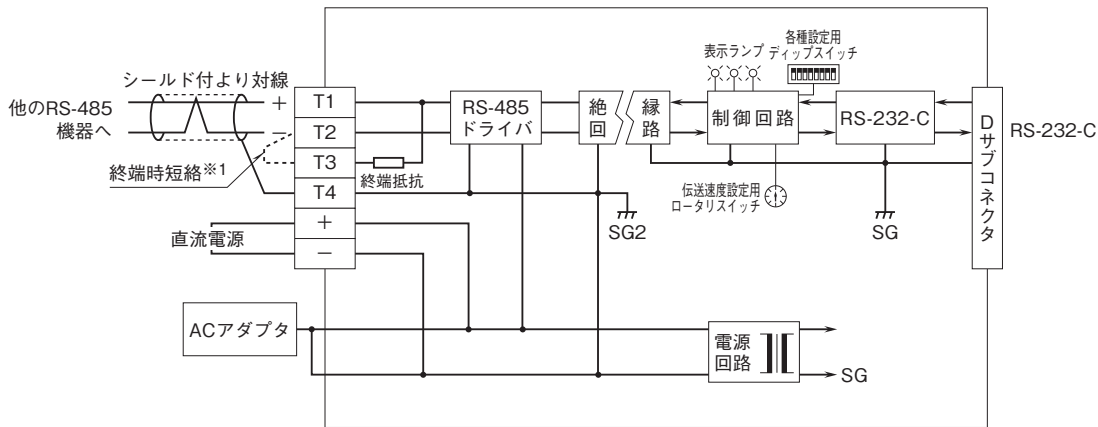 各種設定用
表示ランプ ディップスイッチ
シールド付より対線
他のRS-485
機器へ
+
−
T1
T2
T3
T4
+
−
RS-485
ドライバ
絶縁
回路
制御回路
RS-232-C
Dサブコネクタ
RS-232-C
終端時短絡※1
終端抵抗
伝送速度設定用
ロータリスイッチ
SG2
SG
直流電源
ACアダプタ
電源
回路
SG